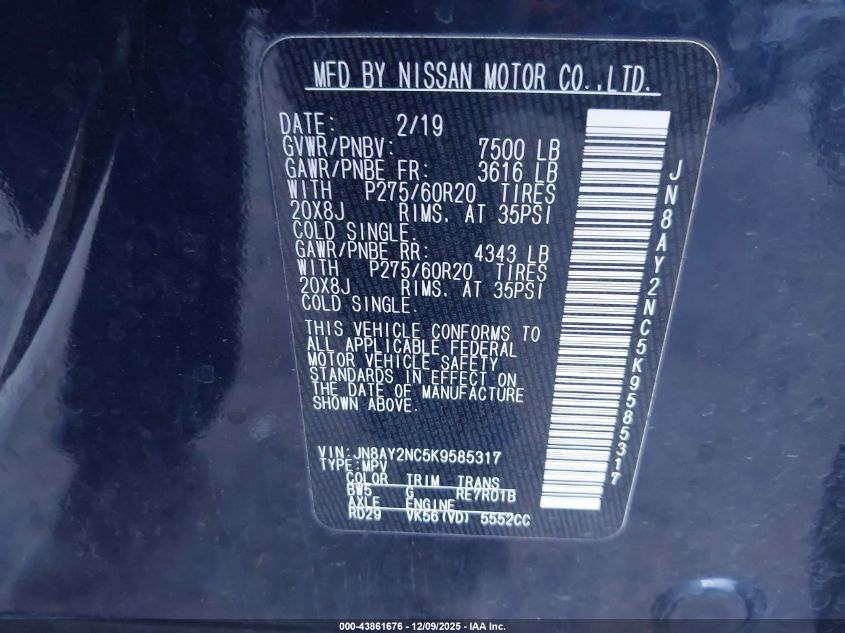 MFD BY NISSAN MOTOR CO.,LTD.
DATE: 2/19
GVWR/PNBV: 7500 LB
GAWR/PNBE FR: 3616 LB
WITH P275/60R20 TIRES
20X8J RIMS. AT 35PSI
COLD SINGLE.
GAWR/PNBE RR: 4343 LB
WITH P275/60R20 TIRES
20X8J RIMS. AT 35PSI
COLD SINGLE.
THIS VEHICLE CONFORMS TO
ALL APPLICABLE FEDERAL
MOTOR VEHICLE SAFETY
STANDARDS IN EFFECT ON
THE DATE OF MANUFACTURE
SHOWN ABOVE.
VIN:JN8AY2NC5K9585317
TYPE:MPV
COLOR TRIM TRANS
BW5 G RE7R01B
AXLE ENGINE
RD29 VK56(VD) 5552CC
JN8AY2NC5K9585317
000-43861676 - 12/09/2025 - IAA Inc.